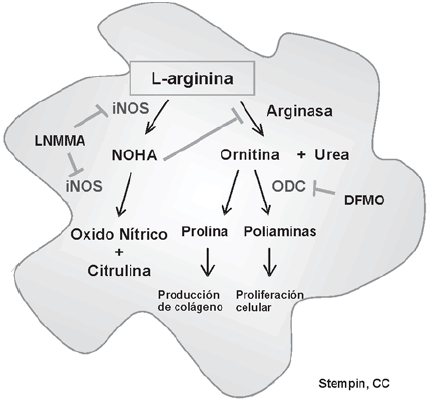 L-arginina
iNOS
Arginasa
LNMMA
NOHA
Ornitina + Urea
iNOS
ODC
DFMO
Oxido Nítrico
+
Citrulina
Prolina
Poliaminas
Producción
de colágeno
Proliferación
celular
Stempin, CC